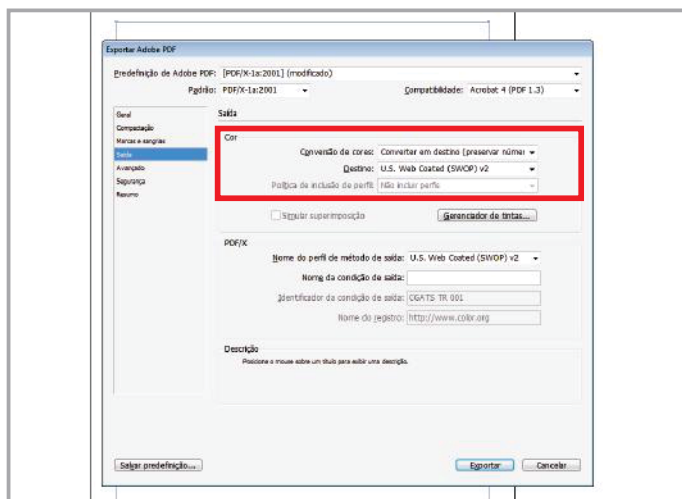 Exportar Adobe PDF
Predefinição de Adobe PDF: [PDF/X-1a:2001] (modificado)
Padrão: PDF/X-1a:2001 Compatibilidade: Acrobat 4 (PDF 1.3)
Geral
Compactação
Marcas e sangrias
Saída
Avançado
Segurança
Resumo
Saída
Cor
Conversão de cores: Converter em destino (preservar númer
Destino: U.S. Web Coated (SWOP) v2
Política de inclusão de perfil: Não incluir perfis
Simular superimposição Gerenciador de tintas...
PDF/X
Nome do perfil de método de saída: U.S. Web Coated (SWOP) v2
Nome da condição de saída:
Identificador da condição de saída: CGATS TR 001
Nome do registro: http://www.color.org
Descrição
Posicione o mouse sobre um título para exibir uma descrição.
Salvar predefinição... Exportar Cancelar